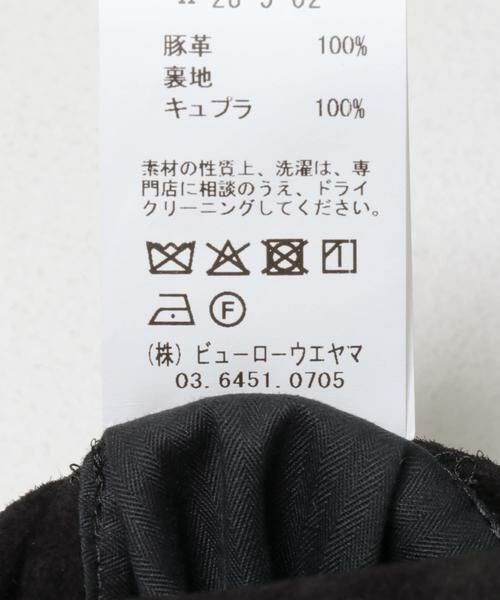 豚革 100%
裏地
キュプラ 100%
素材の性質上、洗濯は、専
門店に相談のうえ、ドライ
クリーニングしてください。
F
(株) ビューローウエヤマ
03.6451.0705